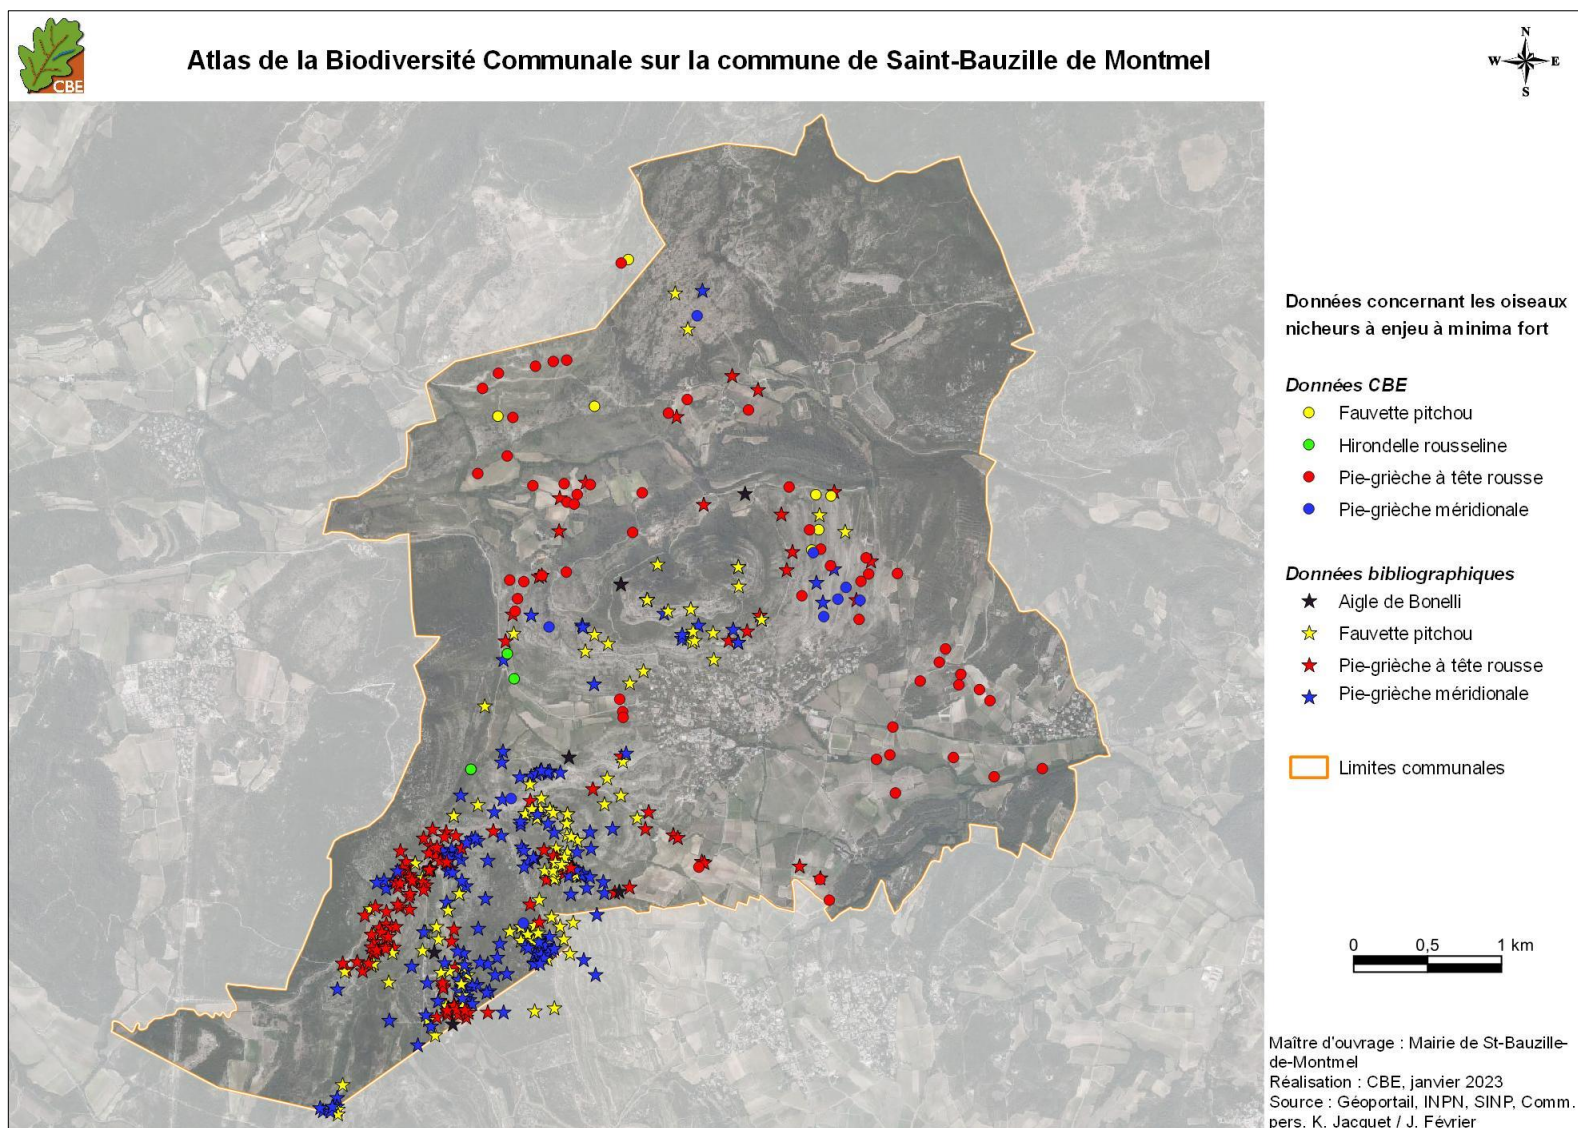 CBE
Atlas de la Biodiversité Communale sur la commune de Saint-Bauzille de Montmel
N
W E
S
Données concernant les oiseaux
nicheurs à enjeu à minima fort
Données CBE
Fauvette pitchou
Hirondelle rousseline
Pie-grièche à tête rousse
Pie-grièche méridionale
Données bibliographiques
Aigle de Bonelli
Fauvette pitchou
Pie-grièche à tête rousse
Pie-grièche méridionale
Limites communales
0 0,5 1 km
Maître d'ouvrage : Mairie de St-Bauzille-
de-Montmel
Réalisation : CBE, janvier 2023
Source : Géoportail, INPN, SINP, Comm.
pers. K. Jacquet / J. Février